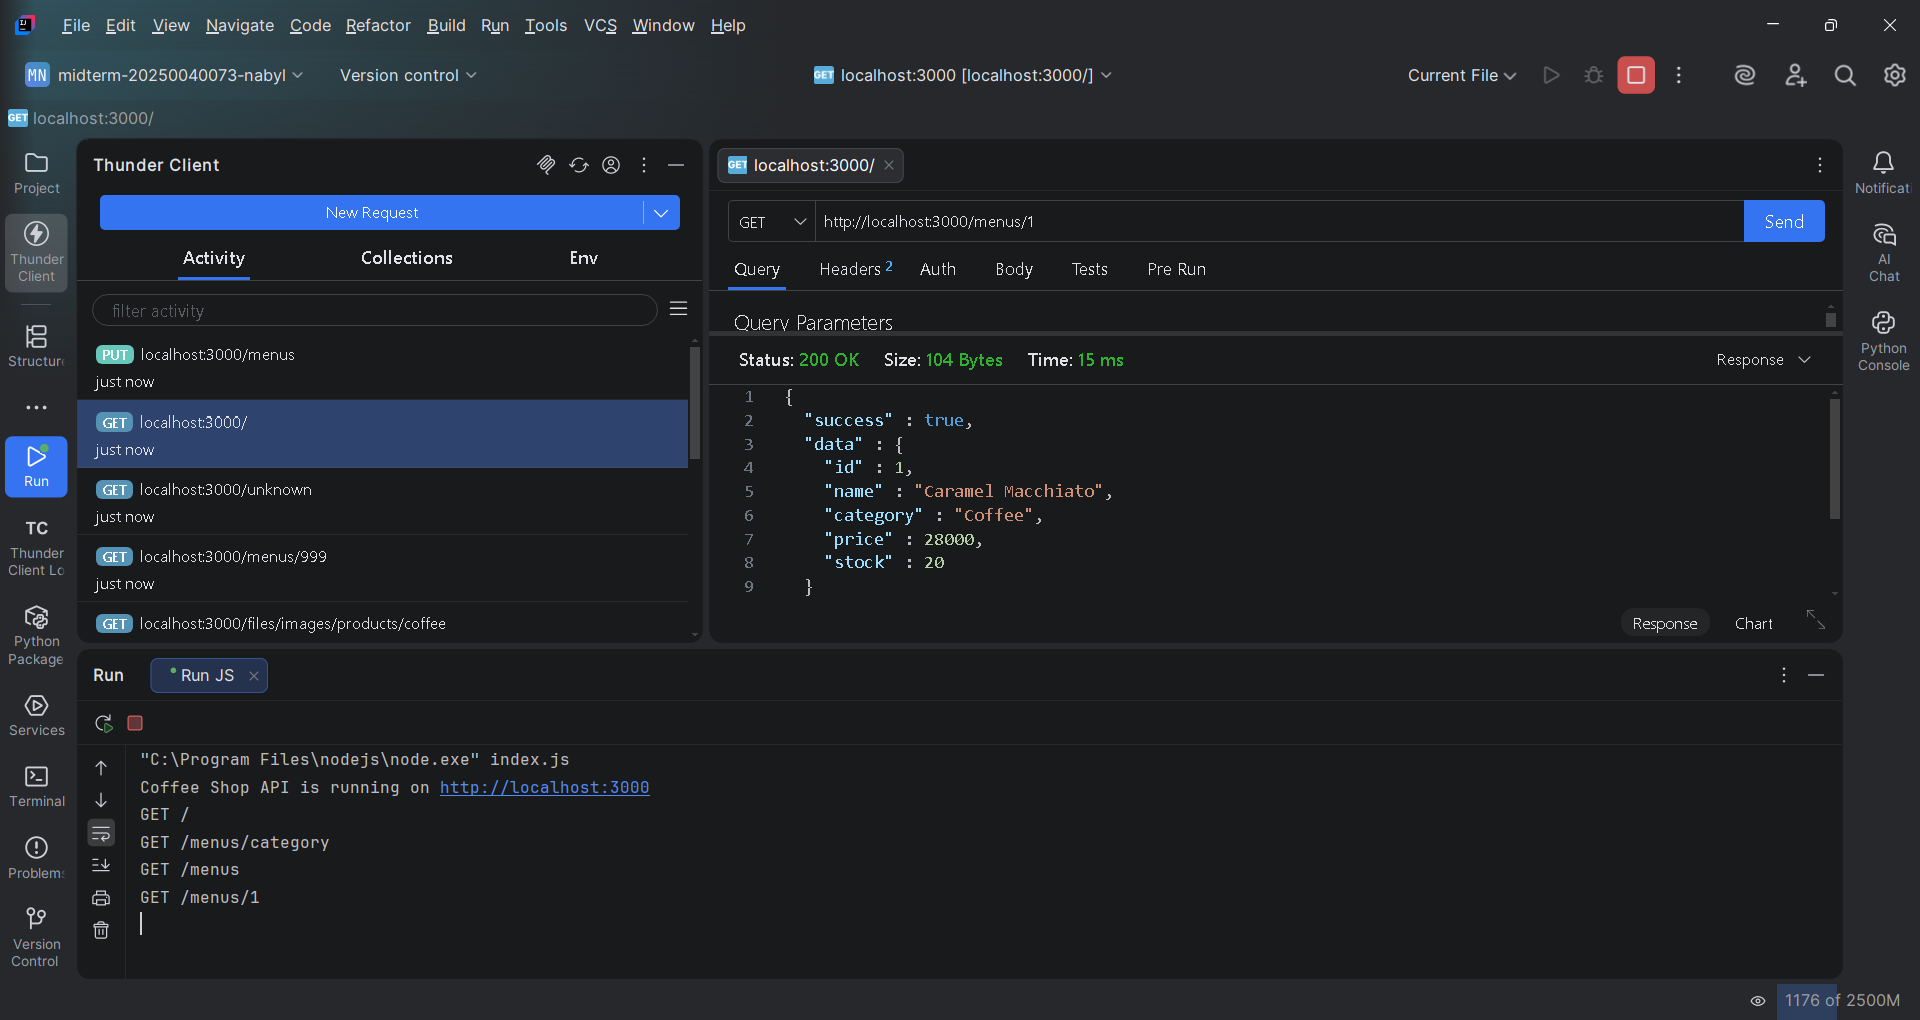 File Edit View Navigate Code Refactor Build Run Tools VCS Window Help
MN midterm-20250040073-nabyl Version control GET localhost:3000 [localhost:3000/] Current File
GET localhost:3000/
Project
Thunder Client
Structure
Run
TC
Thunder Client Lo
Python Package
Services
Terminal
Problems
Version Control
Thunder Client
New Request
Activity Collections Env
filter activity
PUT localhost:3000/menus
just now
GET localhost:3000/
just now
GET localhost:3000/unknown
just now
GET localhost:3000/menus/999
just now
GET localhost:3000/files/images/products/coffee
GET localhost:3000/
GET http://localhost:3000/menus/1 Send
Query Headers 2 Auth Body Tests Pre Run
Query Parameters
Status: 200 OK Size: 104 Bytes Time: 15 ms Response
1 {
2 "success" : true,
3 "data" : {
4 "id" : 1,
5 "name" : "Caramel Macchiato",
6 "category" : "Coffee",
7 "price" : 28000,
8 "stock" : 20
9 }
Response Chart
Notificati
AI Chat
Python Console
Run Run JS
"C:\Program Files\nodejs\node.exe" index.js
Coffee Shop API is running on http://localhost:3000
GET /
GET /menus/category
GET /menus
GET /menus/1
1176 of 2500M